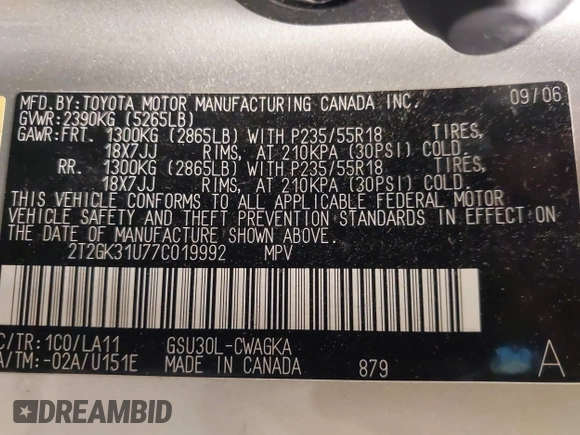 MFD.BY:TOYOTA MOTOR MANUFACTURING CANADA INC. 09/06
GVWR:2390KG (5265LB)
GAWR:FRT. 1300KG (2865LB) WITH P235/55R18 TIRES,
18X7JJ RIMS, AT 210KPA (30PSI) COLD.
RR. 1300KG (2865LB) WITH P235/55R18 TIRES,
18X7JJ RIMS, AT 210KPA (30PSI) COLD.
THIS VEHICLE CONFORMS TO ALL APPLICABLE FEDERAL MOTOR
VEHICLE SAFETY AND THEFT PREVENTION STANDARDS IN EFFECT ON
THE DATE OF MANUFACTURE SHOWN ABOVE.
2T2GK31U77C019992 MPV
C/TR:1C0/LA11 GSU30L-CWAGKA
A/TM:-02A/U151E MADE IN CANADA 879 A
DREAMBID